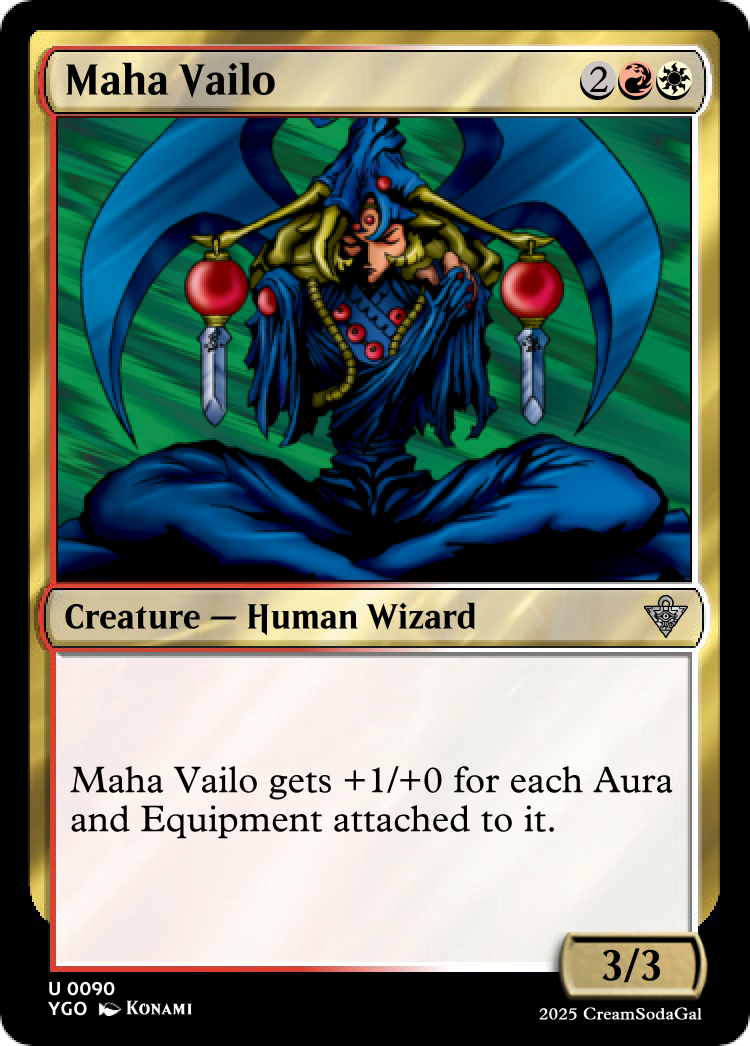 Maha Vailo 2
Creature — Human Wizard
Maha Vailo gets +1/+0 for each Aura
and Equipment attached to it.
3/3
U 0090
YGO KONAMI
2025 CreamSodaGal